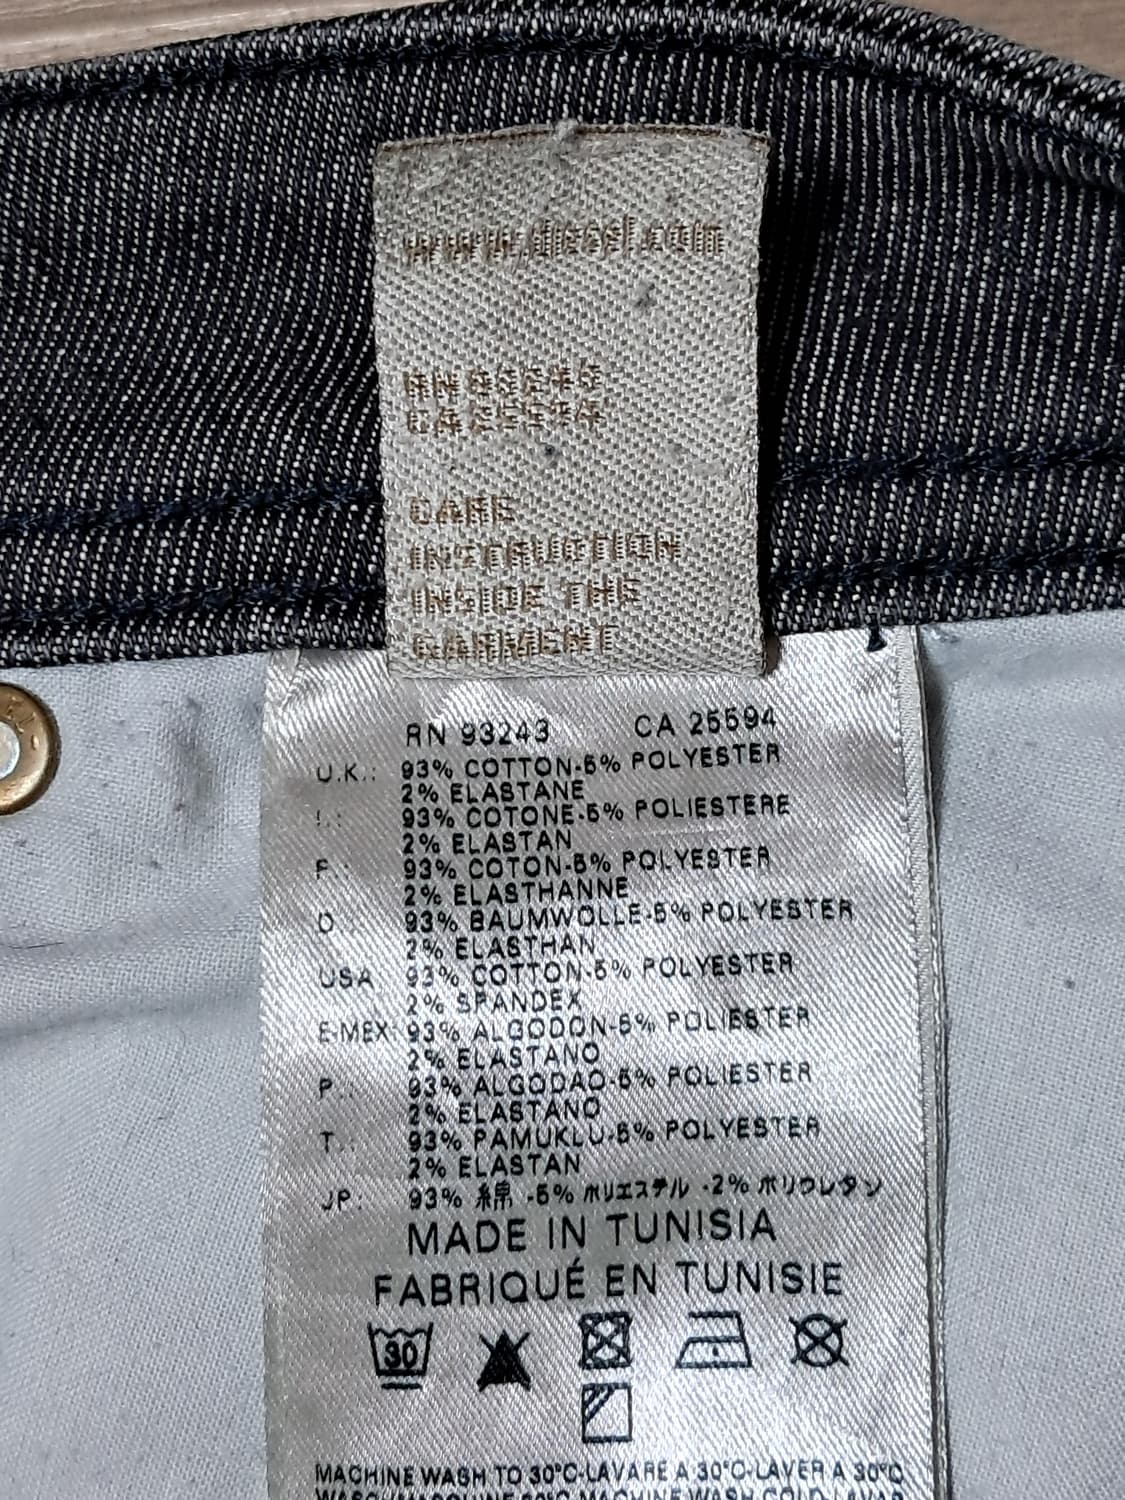 www.diesel.com
RN 93243
CA 25594
CARE
INSTRUCTION
INSIDE THE
GARMENT
RN 93243 CA 25594
U.K.: 93% COTTON-5% POLYESTER
2% ELASTANE
I.: 93% COTONE-5% POLIESTERE
2% ELASTAN
F.: 93% COTON-5% POLYESTER
2% ELASTHANNE
D: 93% BAUMWOLLE-5% POLYESTER
2% ELASTHAN
USA 93% COTTON-5% POLYESTER
2% SPANDEX
E-MEX: 93% ALGODON-5% POLIESTER
2% ELASTANO
P.: 93% ALGODAO-5% POLIESTER
2% ELASTANO
T.: 93% PAMUKLU-5% POLYESTER
2% ELASTAN
JP: 93% 綿 -5% ポリエステル -2% ポリウレタン
MADE IN TUNISIA
FABRIQUÉ EN TUNISIE
30
MACHINE WASH TO 30°C-LAVARE A 30°C-LAVER A 30°C